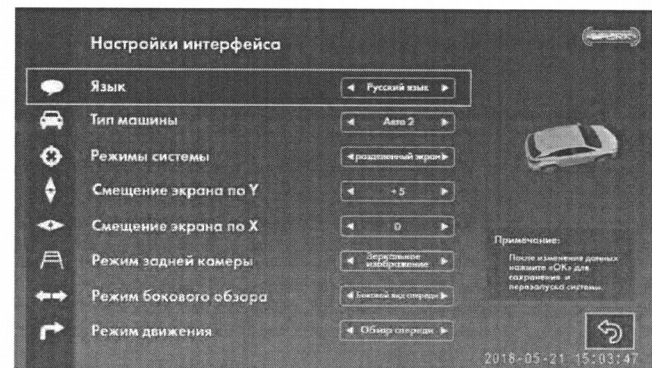 Настройки интерфейса
Язык
Русский язык
Тип машины
Авто 2
Режимы системы
разделенный экран
Смещение экрана по Y
+5
Смещение экрана по X
0
Режим задней камеры
Зеркальное
изображение
Режим бокового обзора
Боковой вид спереди
Режим движения
Обзор спереди
Примечание:
После изменения данных
нажмите «ОК» для
сохранения и
перезапуска системы.
2018-05-21 15:03:47